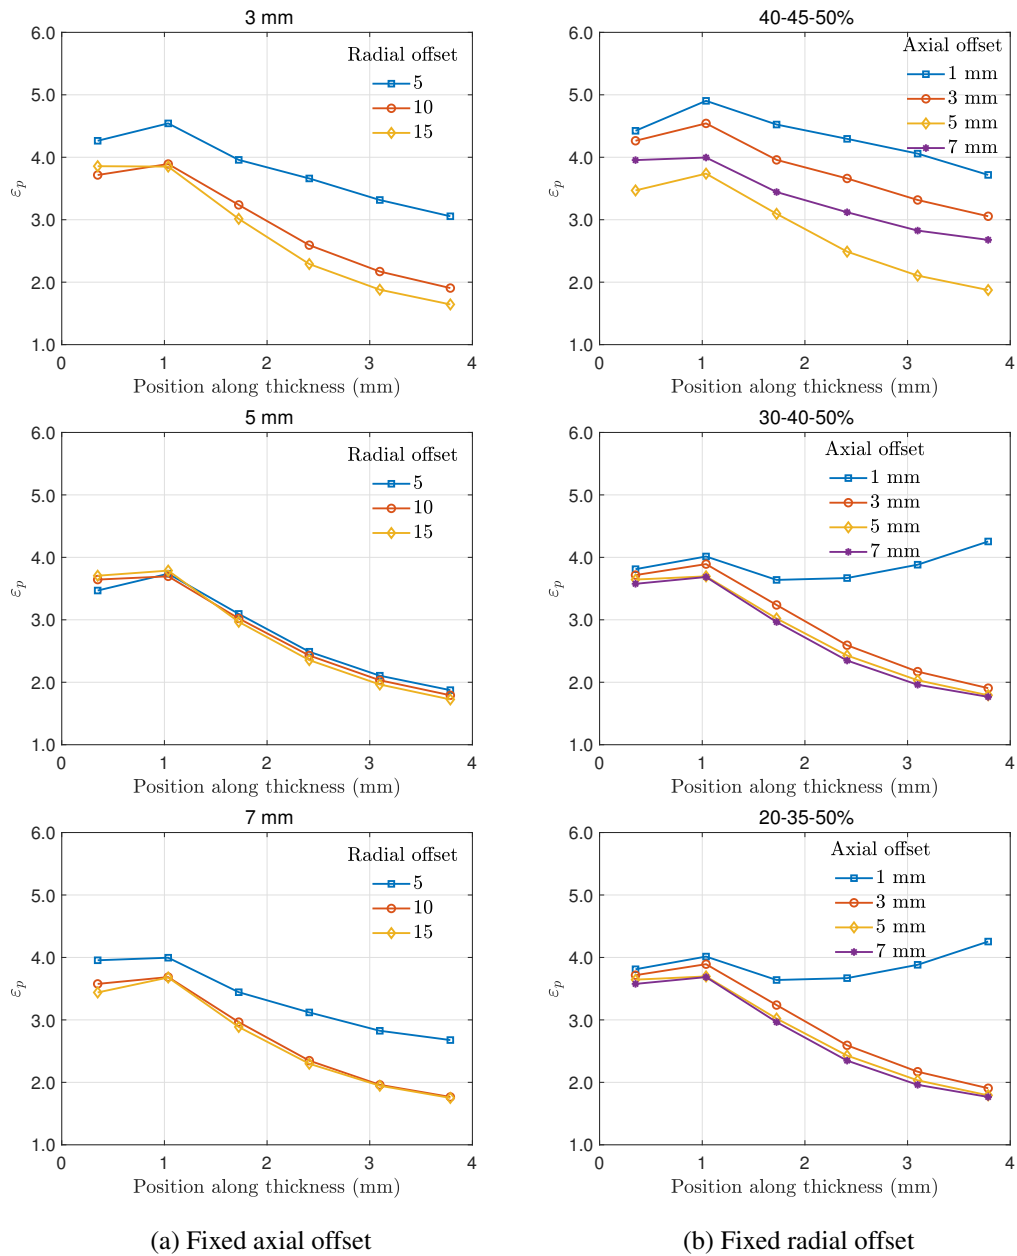 3 mm
6.0
5.0
4.0
3.0
2.0
1.0
εp
Radial offset
5
10
15
0 1 2 3 4
Position along thickness (mm)
40-45-50%
6.0
5.0
4.0
3.0
2.0
1.0
εp
Axial offset
1 mm
3 mm
5 mm
7 mm
0 1 2 3 4
Position along thickness (mm)
5 mm
6.0
5.0
4.0
3.0
2.0
1.0
εp
Radial offset
5
10
15
0 1 2 3 4
Position along thickness (mm)
30-40-50%
6.0
5.0
4.0
3.0
2.0
1.0
εp
Axial offset
1 mm
3 mm
5 mm
7 mm
0 1 2 3 4
Position along thickness (mm)
7 mm
6.0
5.0
4.0
3.0
2.0
1.0
εp
Radial offset
5
10
15
0 1 2 3 4
Position along thickness (mm)
20-35-50%
6.0
5.0
4.0
3.0
2.0
1.0
εp
Axial offset
1 mm
3 mm
5 mm
7 mm
0 1 2 3 4
Position along thickness (mm)
(a) Fixed axial offset
(b) Fixed radial offset